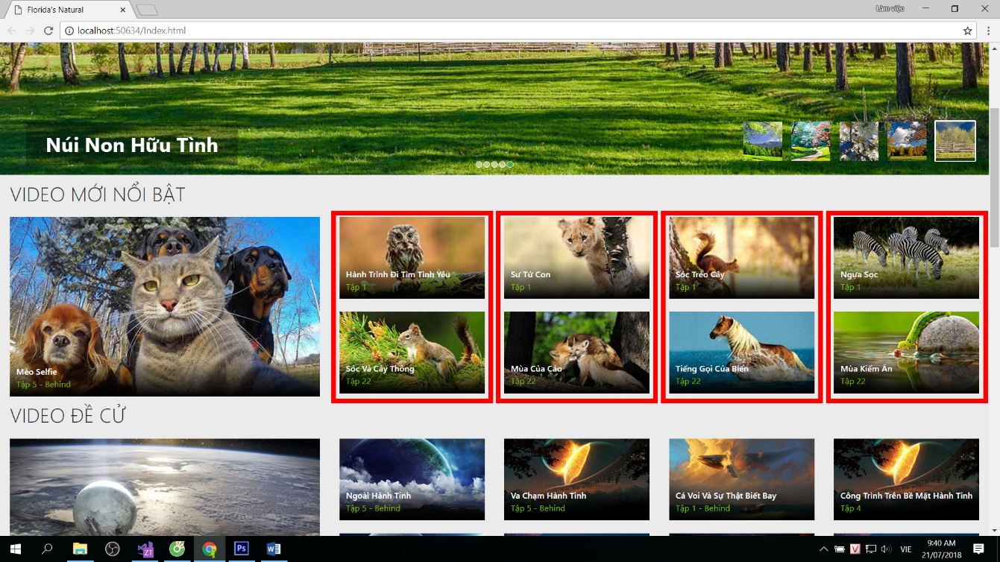 Florida's Natural
Làm việc
localhost:50634/Index.html
Núi Non Hữu Tình
VIDEO MỚI NỔI BẬT
Mèo Selfie
Tập 5 - Behind
Hành Trình Đi Tìm Tình Yêu
Tập 1
Sư Tử Con
Tập 1
Sóc Trèo Cây
Tập 1
Ngựa Sọc
Tập 1
Sóc Và Cây Thông
Tập 22
Mùa Của Cáo
Tập 22
Tiếng Gọi Của Biển
Tập 22
Mùa Kiếm Ăn
Tập 22
VIDEO ĐỀ CỬ
Ngoài Hành Tinh
Tập 5 - Behind
Va Chạm Hành Tinh
Tập 5 - Behind
Cá Voi Và Sự Thật Biết Bay
Tập 1 - Behind
Công Trình Trên Bề Mặt Hành Tinh
Tập 4
ZT
Ps
W
V
VIE
9:40 AM
21/07/2018